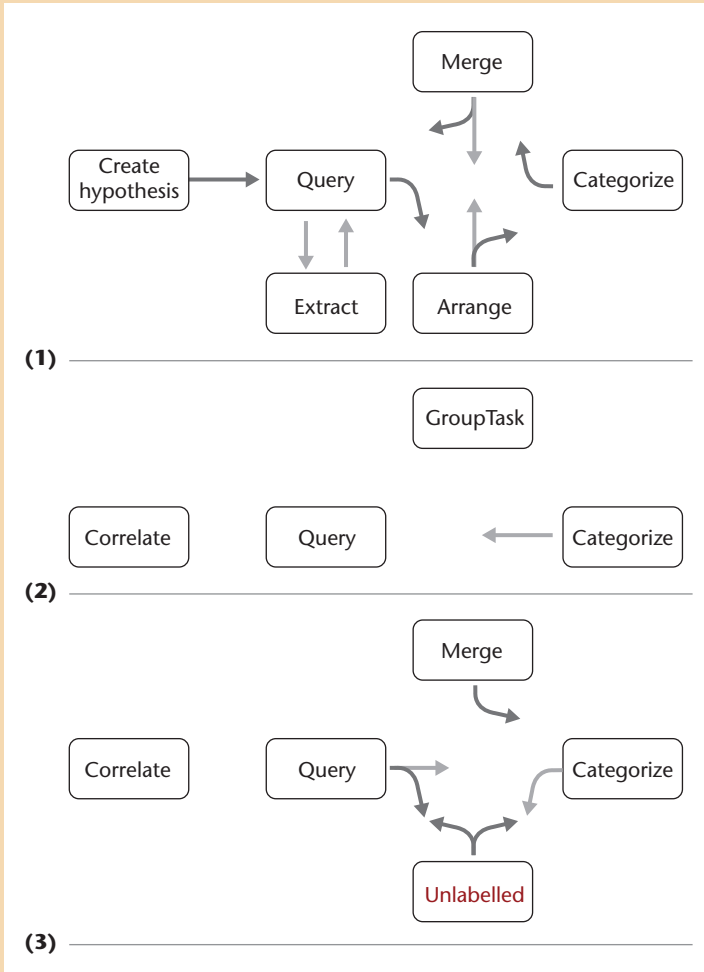 Merge
Create
hypothesis
Query
Categorize
Extract
Arrange
(1)
GroupTask
Correlate
Query
Categorize
(2)
Merge
Correlate
Query
Categorize
Unlabelled
(3)